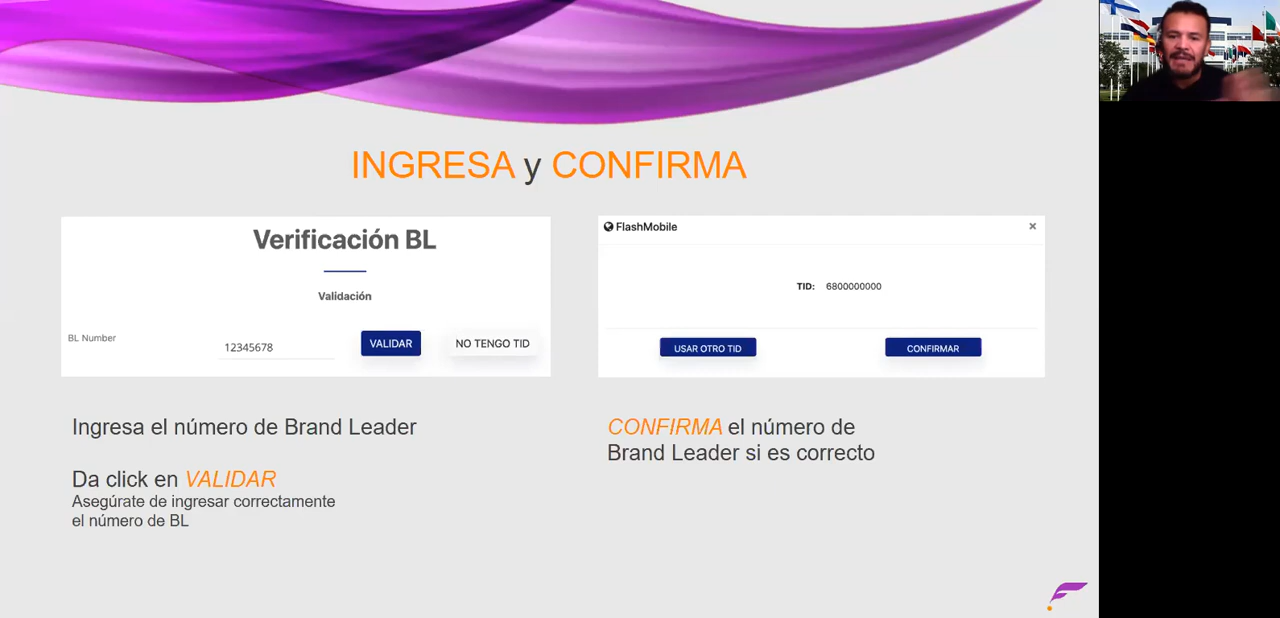 INGRESA y CONFIRMA
Verificación BL
Validación
BL Number
12345678
VALIDAR
NO TENGO TID
Ingresa el número de Brand Leader
Da click en VALIDAR
Asegúrate de ingresar correctamente
el número de BL
FlashMobile
×
TID: 6800000000
USAR OTRO TID
CONFIRMAR
CONFIRMA el número de
Brand Leader si es correcto